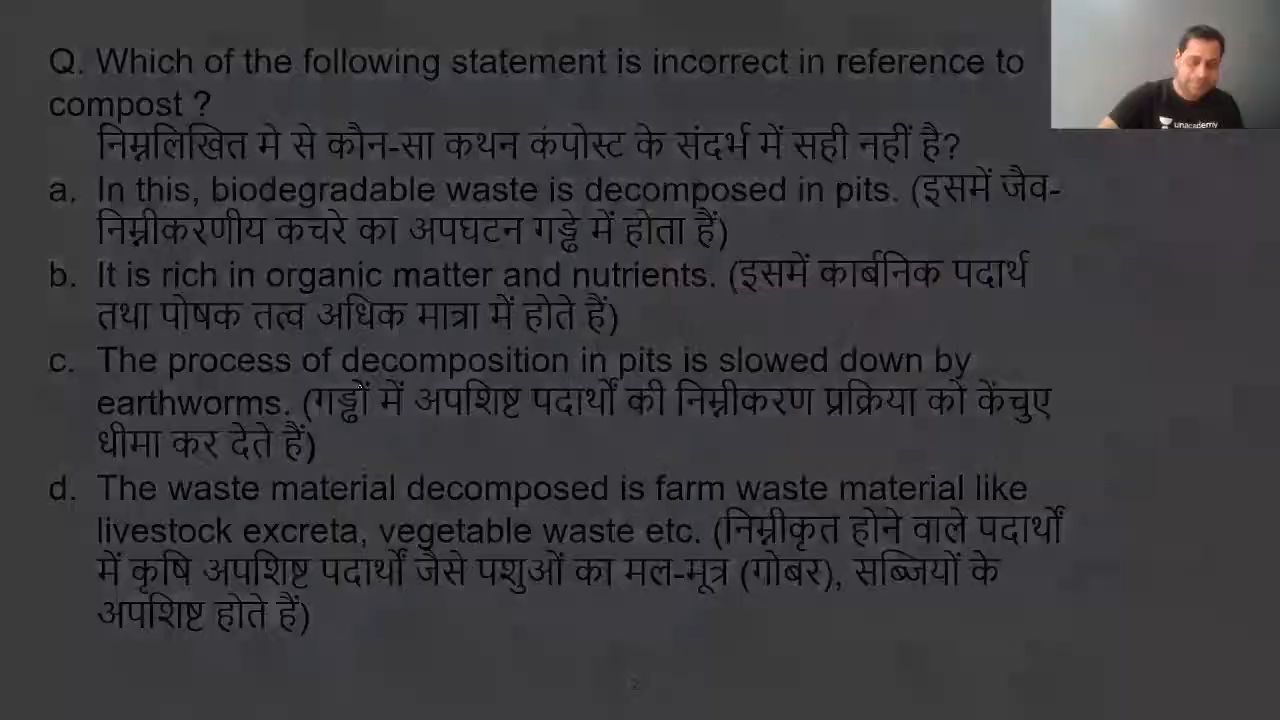 Q. Which of the following statement is incorrect in reference to
compost ?
निम्नलिखित मे से कौन-सा कथन कंपोस्ट के संदर्भ में सही नहीं है?
a. In this, biodegradable waste is decomposed in pits. (इसमें जैव-
निम्नीकरणीय कचरे का अपघटन गड्ढे में होता हैं)
b. It is rich in organic matter and nutrients. (इसमें कार्बनिक पदार्थ
तथा पोषक तत्व अधिक मात्रा में होते हैं)
c. The process of decomposition in pits is slowed down by
earthworms. (गड्ढों में अपशिष्ट पदार्थों की निम्नीकरण प्रक्रिया को केंचुए
धीमा कर देते हैं)
d. The waste material decomposed is farm waste material like
livestock excreta, vegetable waste etc. (निम्नीकृत होने वाले पदार्थों
में कृषि अपशिष्ट पदार्थों जैसे पशुओं का मल-मूत्र (गोबर), सब्जियों के
अपशिष्ट होते हैं)
unacademy
2